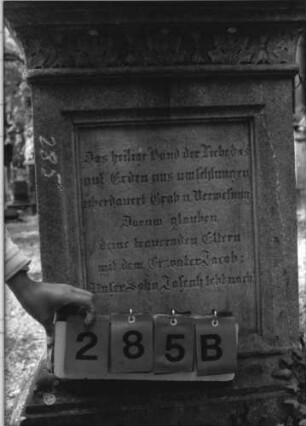 Das heilige Band der Liebe das
auf Erden uns umschlungen
überdauert Grab u. Verwesung
Darum glauben
deine trauernden Eltern
mit dem Erzvater Jacob:
Unser Sohn Joseph lebt noch.
285
285B